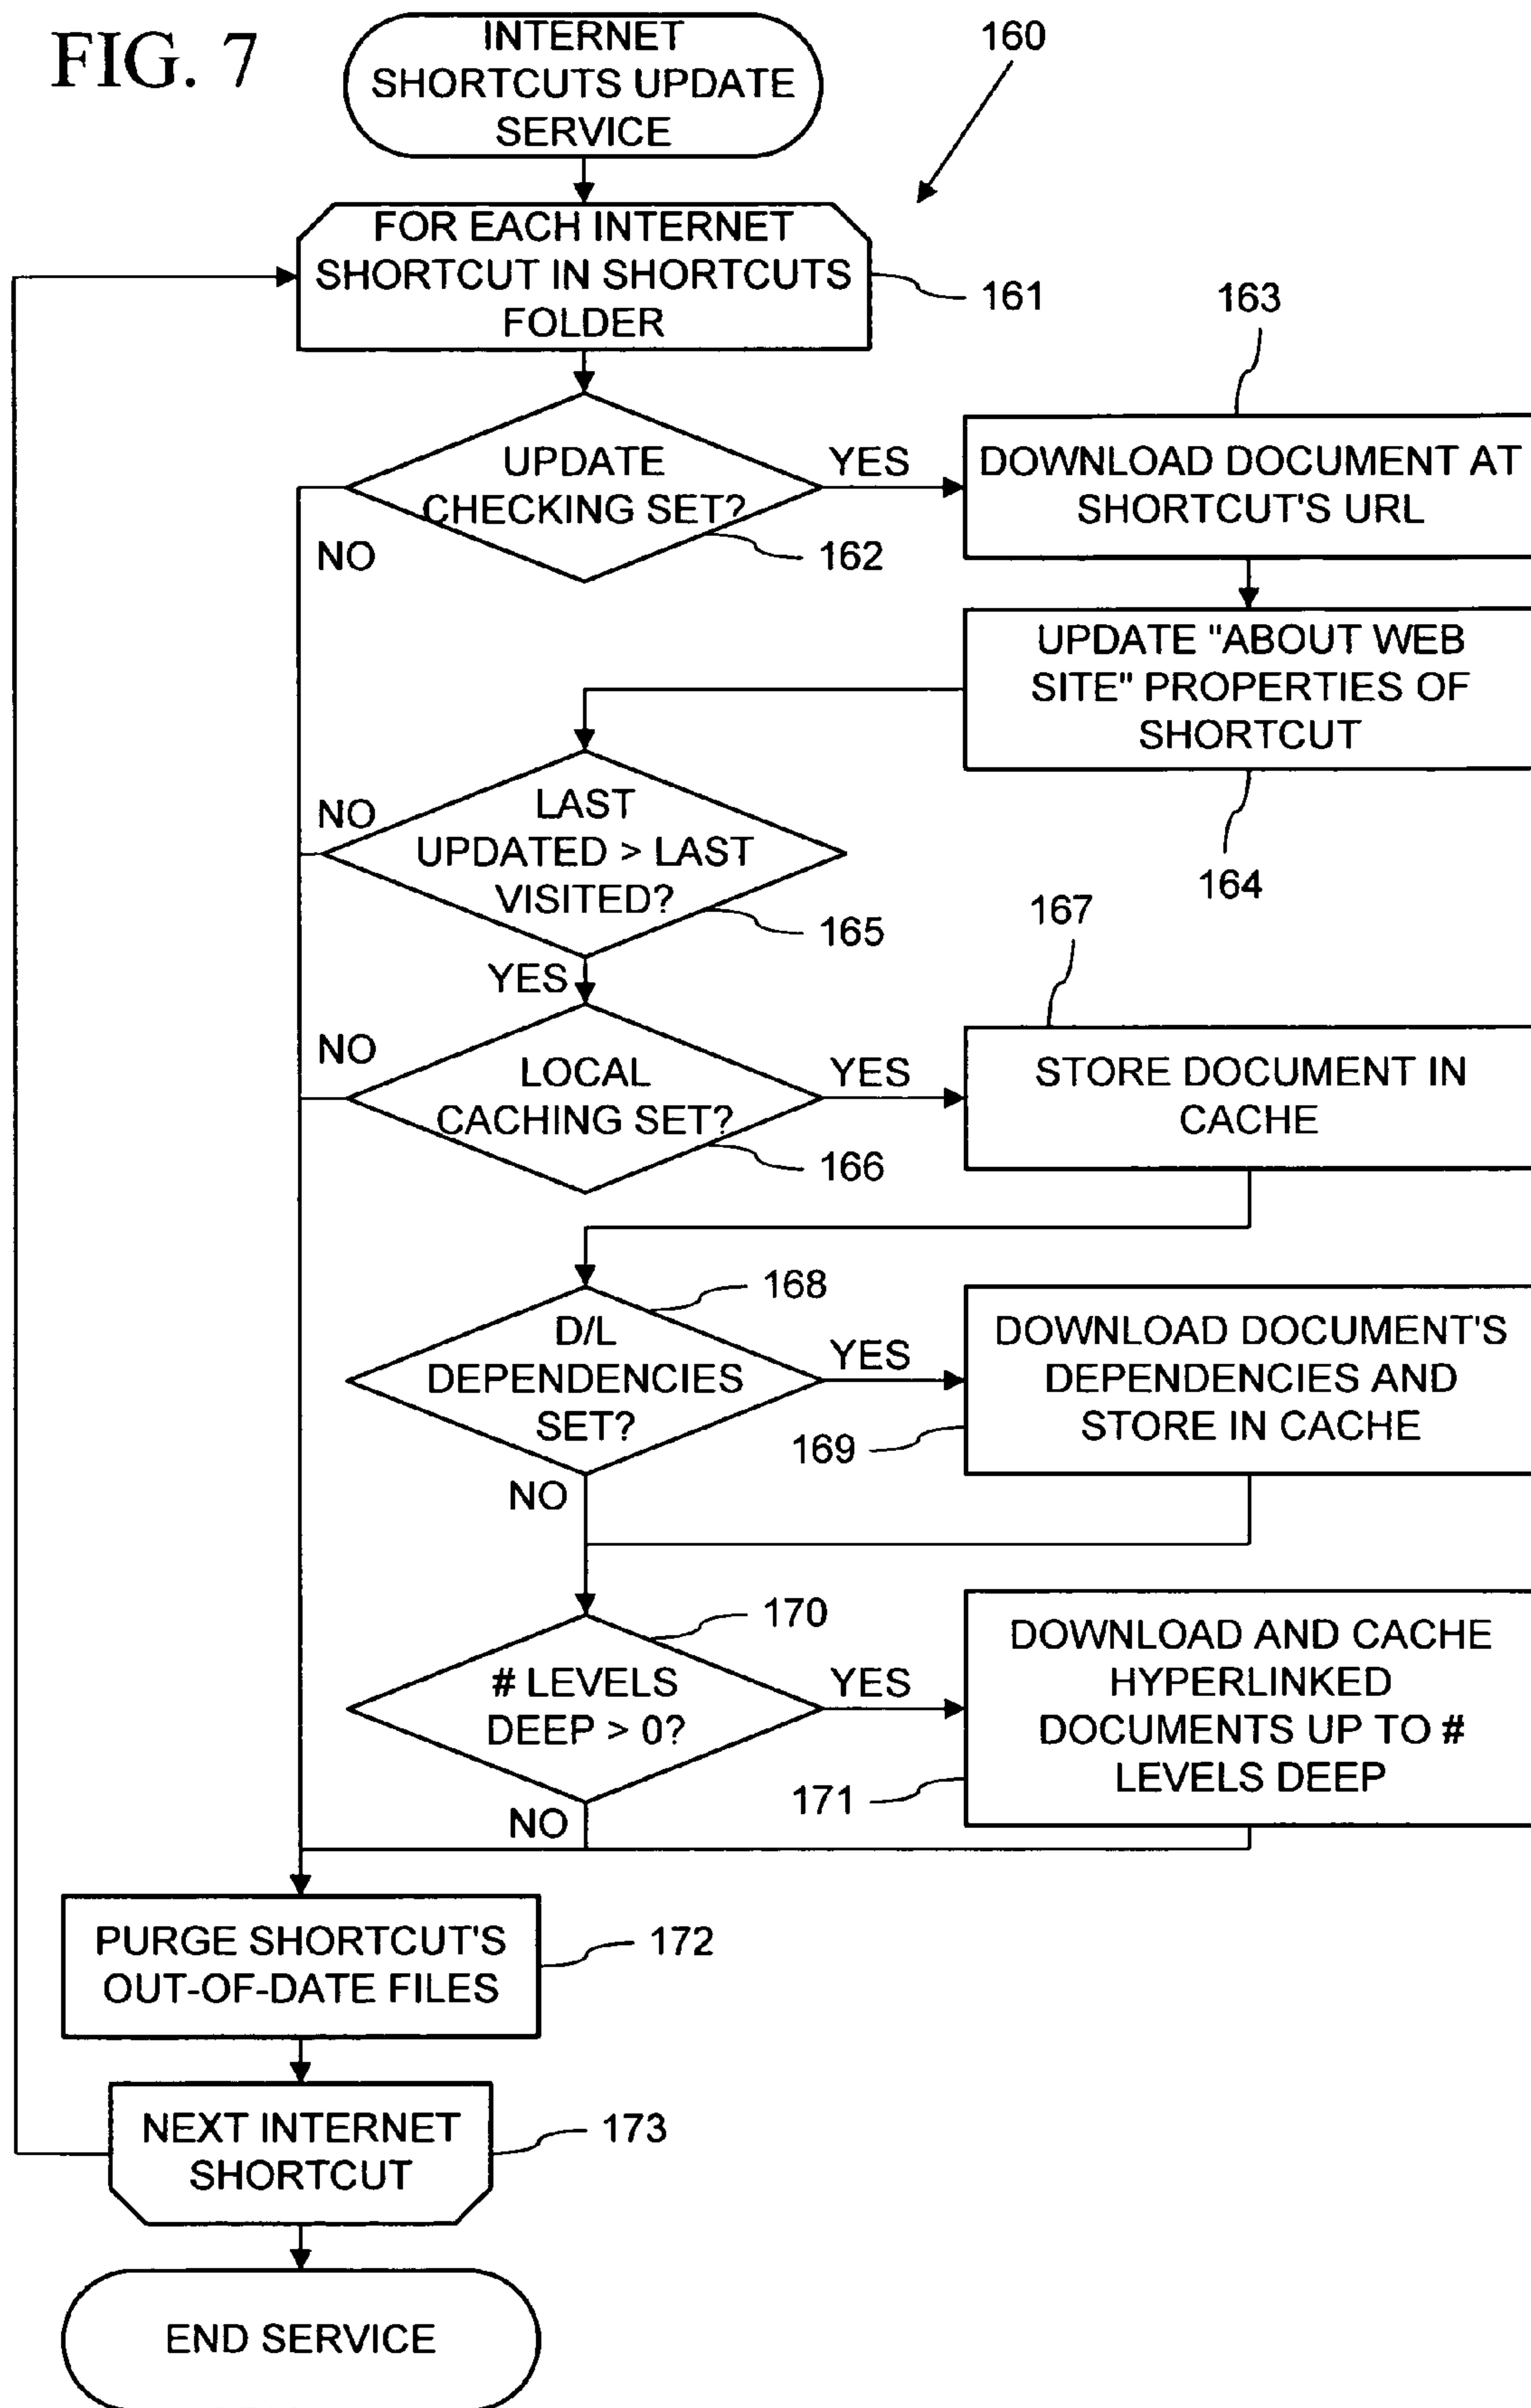 FIG. 7
INTERNET
SHORTCUTS UPDATE
SERVICE
160
FOR EACH INTERNET
SHORTCUT IN SHORTCUTS
FOLDER
161
163
UPDATE
CHECKING SET?
YES
NO
162
DOWNLOAD DOCUMENT AT
SHORTCUT'S URL
UPDATE "ABOUT WEB
SITE" PROPERTIES OF
SHORTCUT
164
LAST
UPDATED > LAST
VISITED?
NO
165
YES
167
LOCAL
CACHING SET?
NO
YES
166
STORE DOCUMENT IN
CACHE
168
D/L
DEPENDENCIES
SET?
YES
NO
169
DOWNLOAD DOCUMENT'S
DEPENDENCIES AND
STORE IN CACHE
170
# LEVELS
DEEP > 0?
YES
NO
171
DOWNLOAD AND CACHE
HYPERLINKED
DOCUMENTS UP TO #
LEVELS DEEP
PURGE SHORTCUT'S
OUT-OF-DATE FILES
172
NEXT INTERNET
SHORTCUT
173
END SERVICE